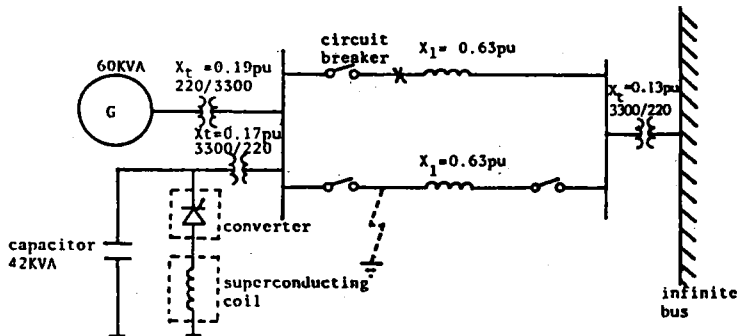 60KVA
G
Xt =0.19pu
220/3300
Xt=0.17pu
3300/220
circuit
breaker
X1= 0.63pu
Xt=0.13pu
3300/220
X1=0.63pu
converter
capacitor
42KVA
superconducting
coil
infinite
bus